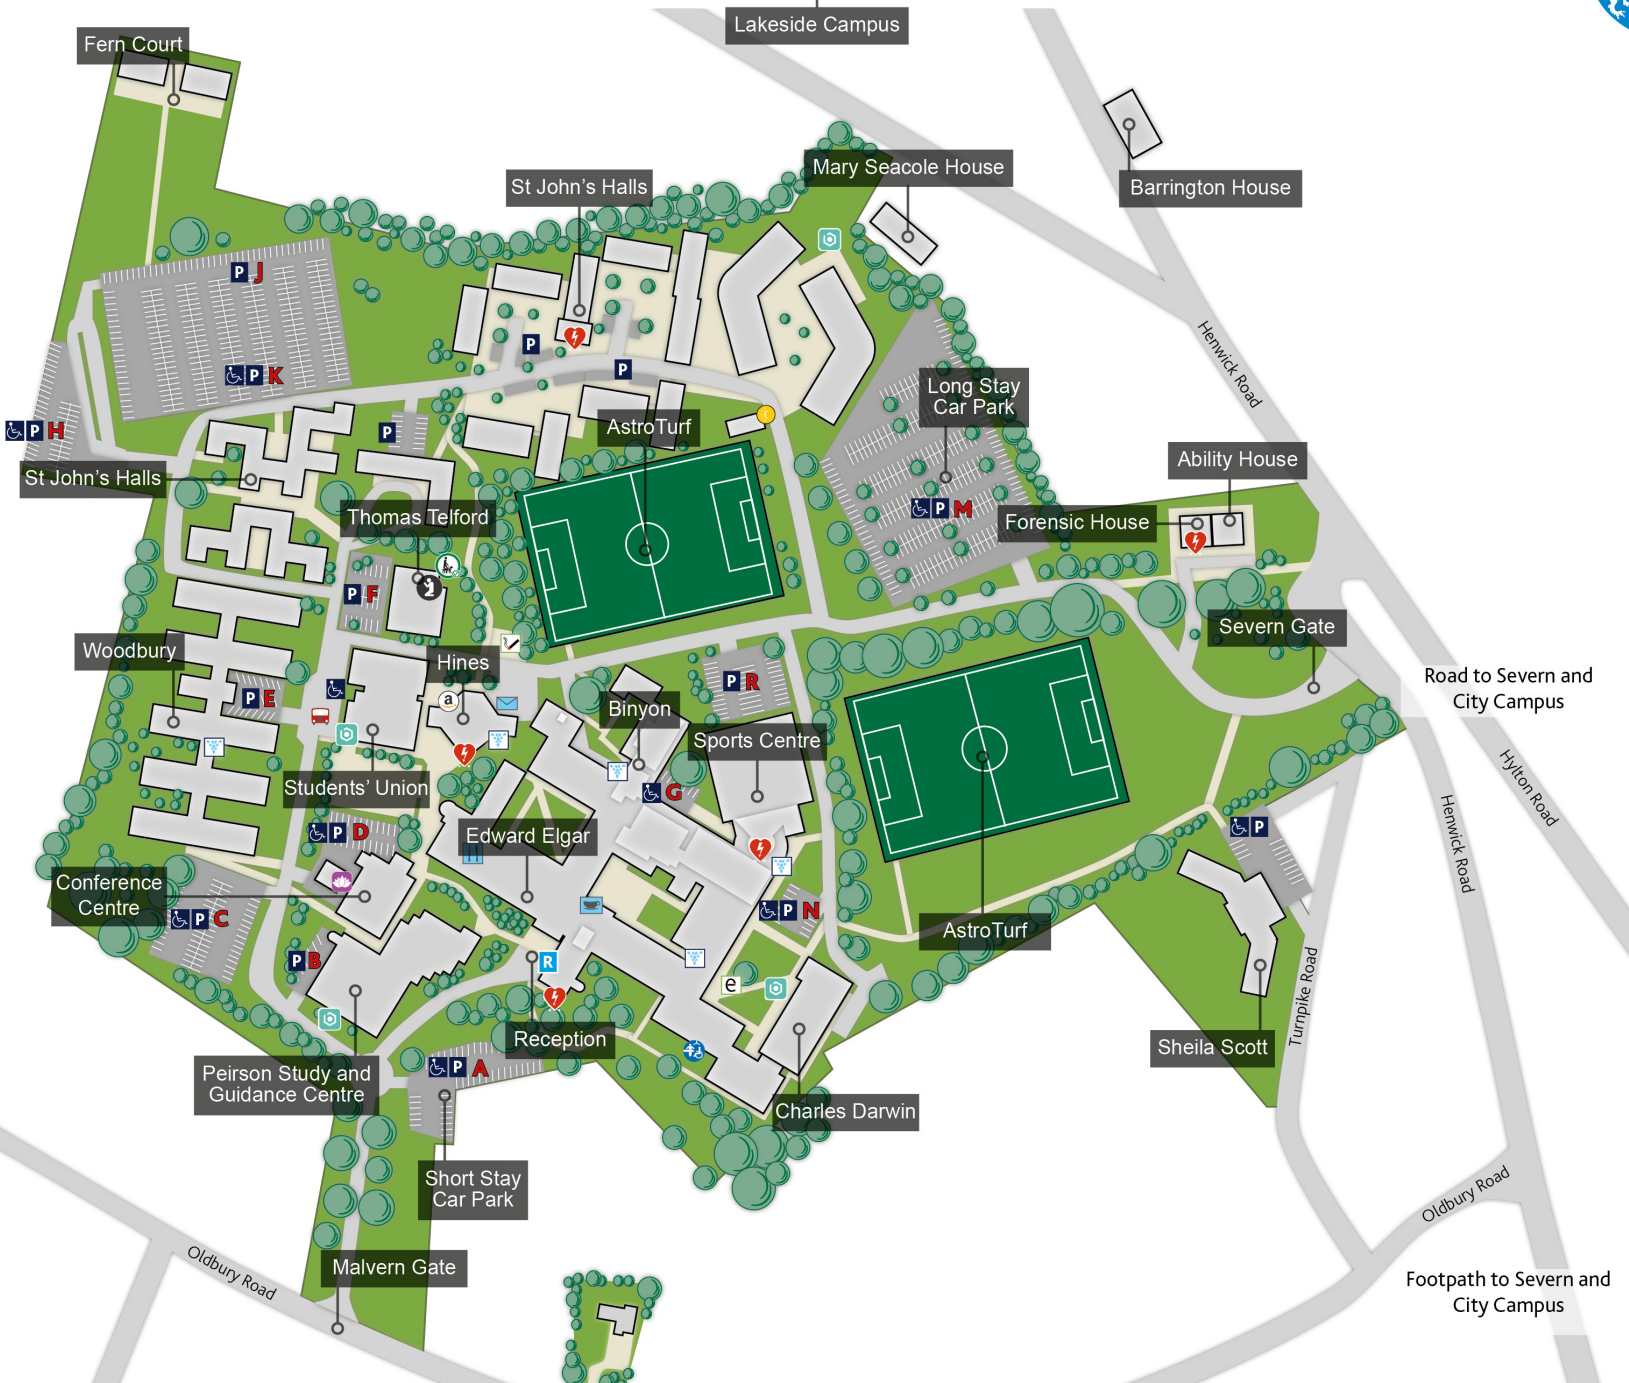 Lakeside Campus
Fern Court
Mary Seacole House
St John's Halls
Barrington House
P J
P
P K
P
Henwick Road
Long Stay
Car Park
AstroTurf
P H
P
Ability House
St John's Halls
P M
Thomas Telford
Forensic House
P F
Severn Gate
Woodbury
Hines
Road to Severn and
City Campus
P E
P R
a
Binyon
Sports Centre
Students' Union
G
Hylton Road
Henwick Road
P D
Edward Elgar
P
Conference
Centre
P C
P N
AstroTurf
P B
R
e
Turnpike Road
Reception
Sheila Scott
P A
Peirson Study and
Guidance Centre
Charles Darwin
Short Stay
Car Park
Oldbury Road
Malvern Gate
Oldbury Road
Footpath to Severn and
City Campus